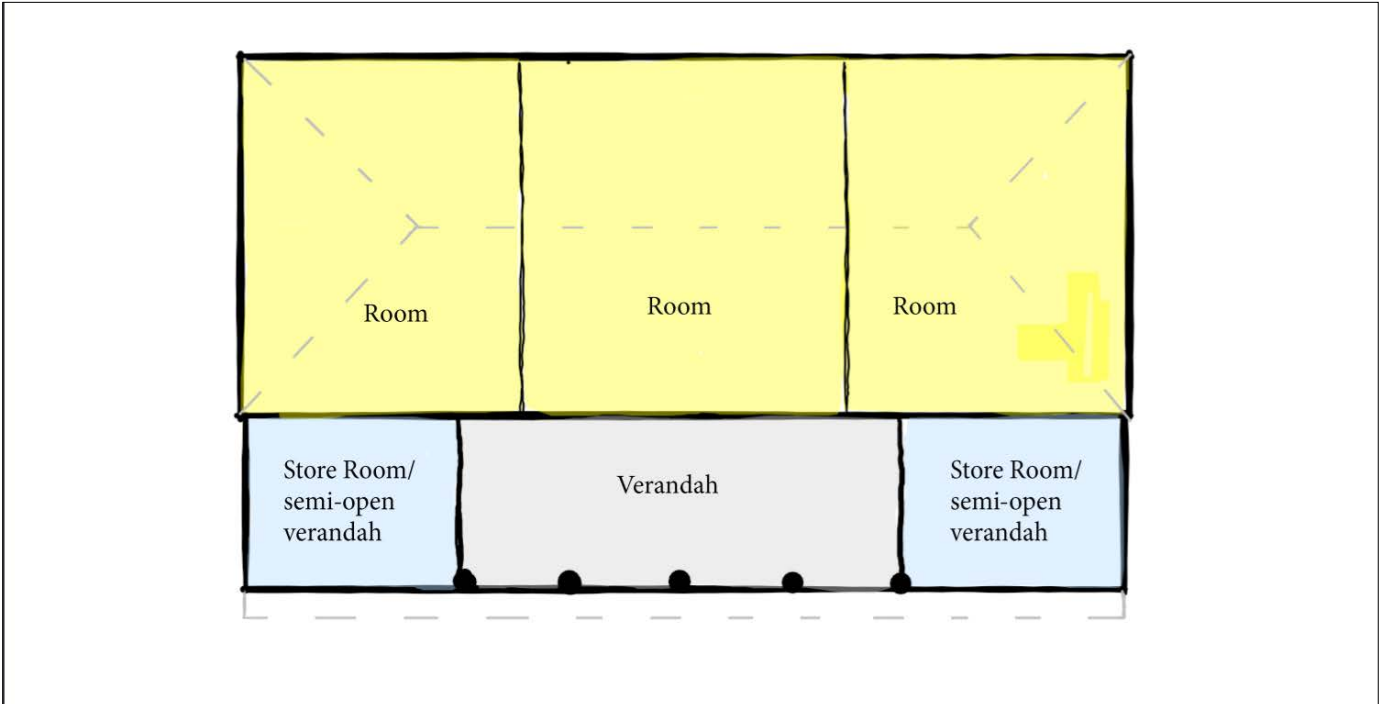 Room
Room
Room
Store Room/
semi-open
verandah
Verandah
Store Room/
semi-open
verandah